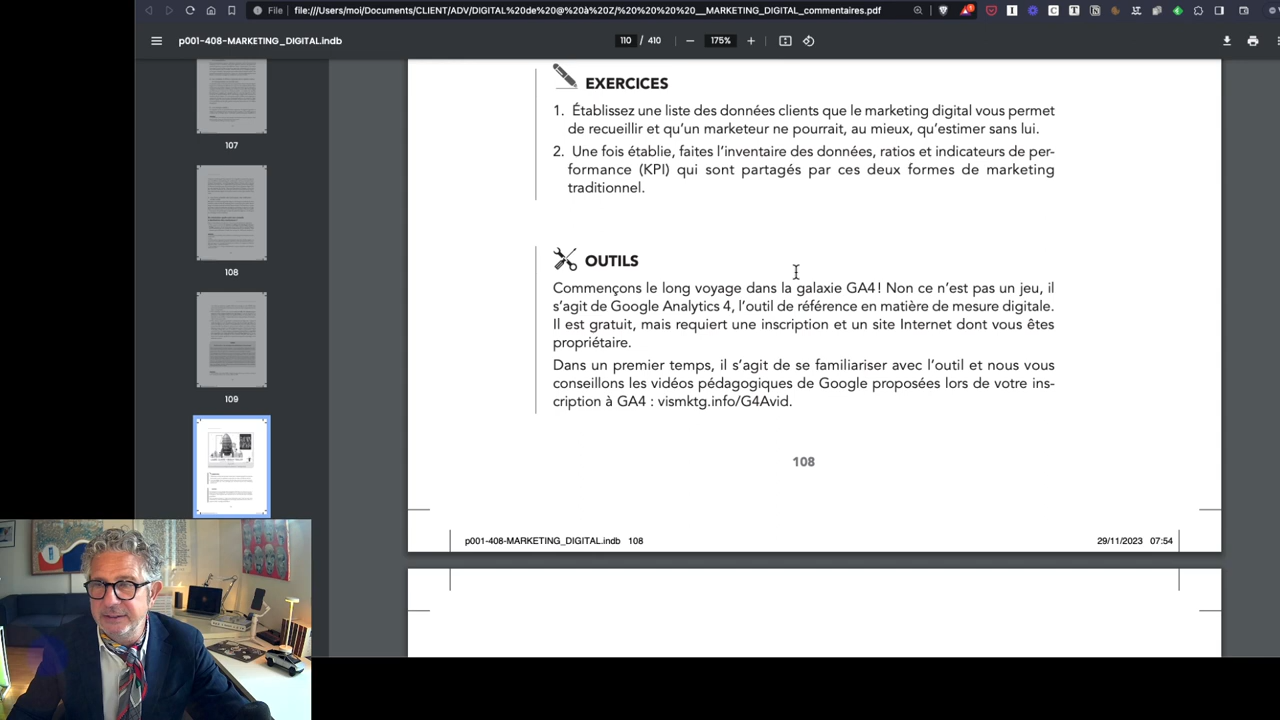 File
file:///Users/moi/Documents/CLIENT/ADV/DIGITAL%20de%20@%20à%20Z/%20%20%20%20__MARKETING_DIGITAL_commentaires.pdf
p001-408-MARKETING_DIGITAL.indb
110 / 410
175%
107
108
109
EXERCICES
1. Établissez une liste des données clients que le marketing digital vous permet
de recueillir et qu’un marketeur ne pourrait, au mieux, qu’estimer sans lui.
2. Une fois établie, faites l’inventaire des données, ratios et indicateurs de per-
formance (KPI) qui sont partagés par ces deux formes de marketing
traditionnel.
OUTILS
Commençons le long voyage dans la galaxie GA4 ! Non ce n’est pas un jeu, il
s’agit de Google Analytics 4, l’outil de référence en matière de mesure digitale.
Il est gratuit, mais requiert une inscription et un site Internet dont vous êtes
propriétaire.
Dans un premier temps, il s’agit de se familiariser avec l’outil et nous vous
conseillons les vidéos pédagogiques de Google proposées lors de votre ins-
cription à GA4 : vismktg.info/G4Avid.
108
p001-408-MARKETING_DIGITAL.indb 108
29/11/2023 07:54